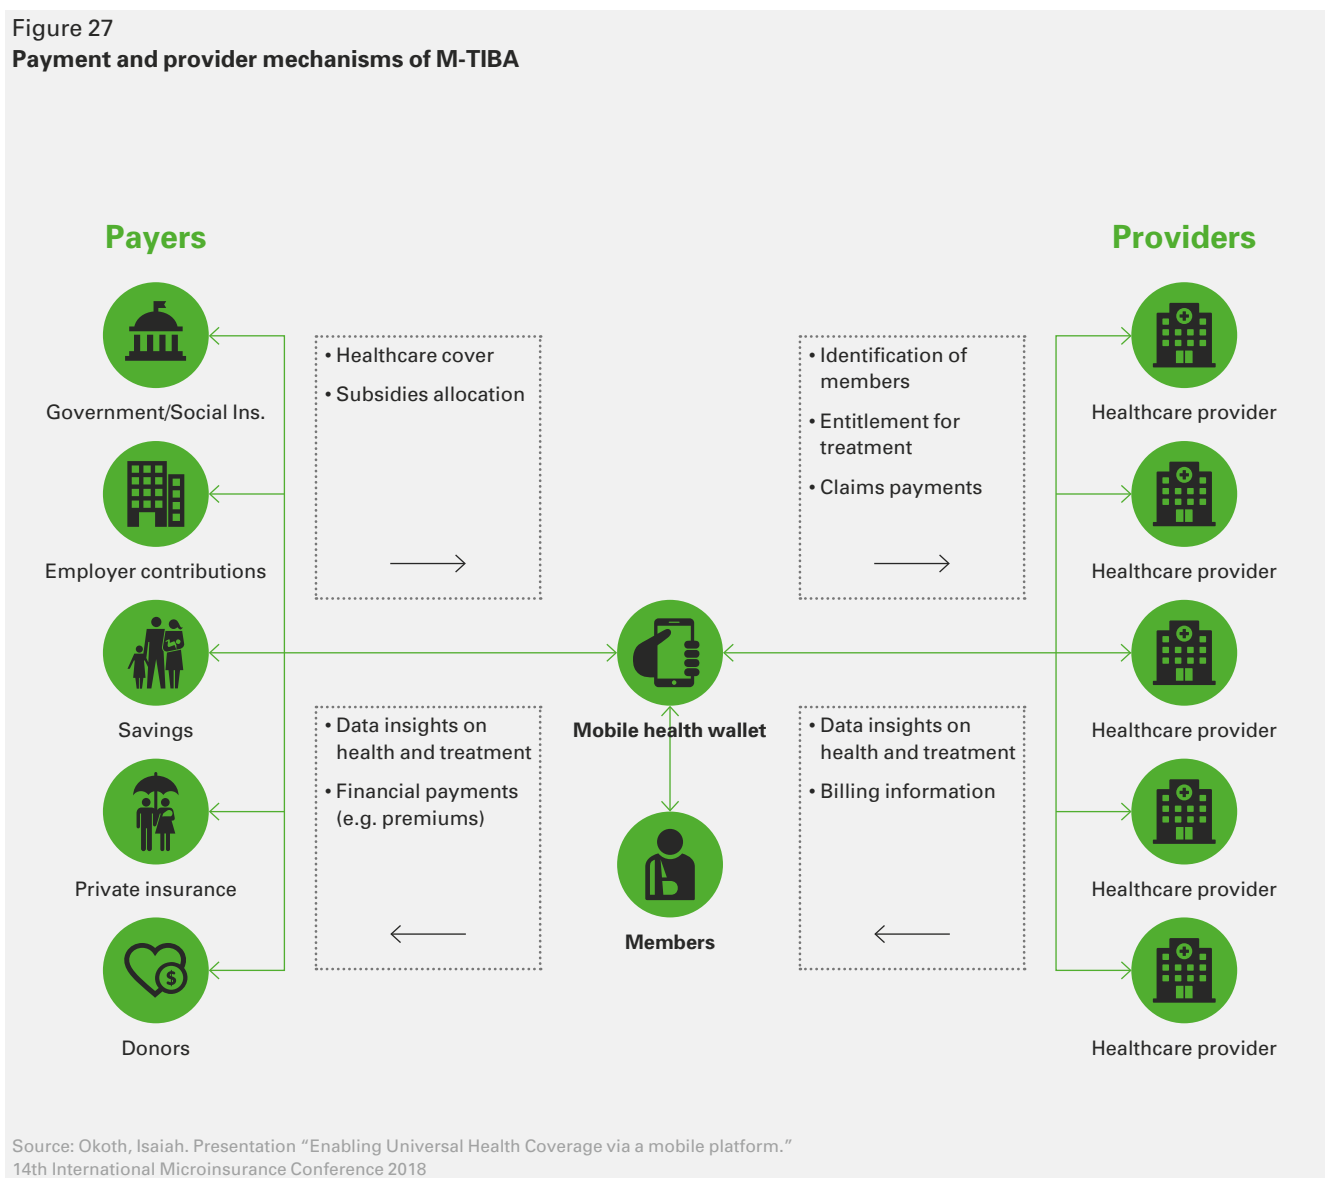 Figure 27
Payment and provider mechanisms of M-TIBA
Payers
Government/Social Ins.
Employer contributions
Savings
Private insurance
Donors
• Healthcare cover
• Subsidies allocation
• Data insights on
health and treatment
• Financial payments
(e.g. premiums)
Mobile health wallet
Members
• Identification of
members
• Entitlement for
treatment
• Claims payments
• Data insights on
health and treatment
• Billing information
Providers
Healthcare provider
Healthcare provider
Healthcare provider
Healthcare provider
Healthcare provider
$
Source: Okoth, Isaiah. Presentation “Enabling Universal Health Coverage via a mobile platform.”
14th International Microinsurance Conference 2018